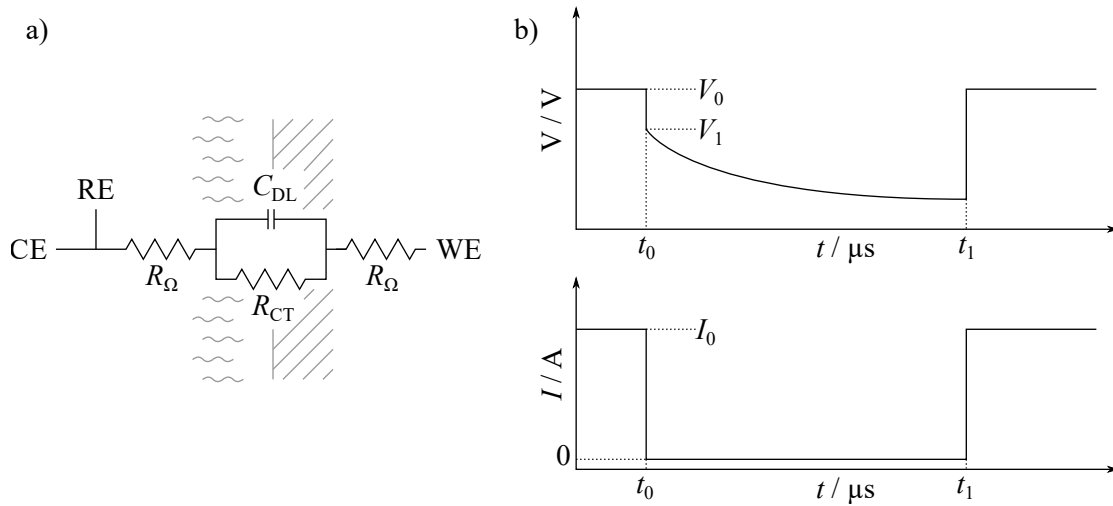 a)
RE
CE
WE
C_DL
R_Ω
R_CT
R_Ω
b)
V / V
V_0
V_1
t_0
t / µs
t_1
I / A
I_0
0
t_0
t / µs
t_1